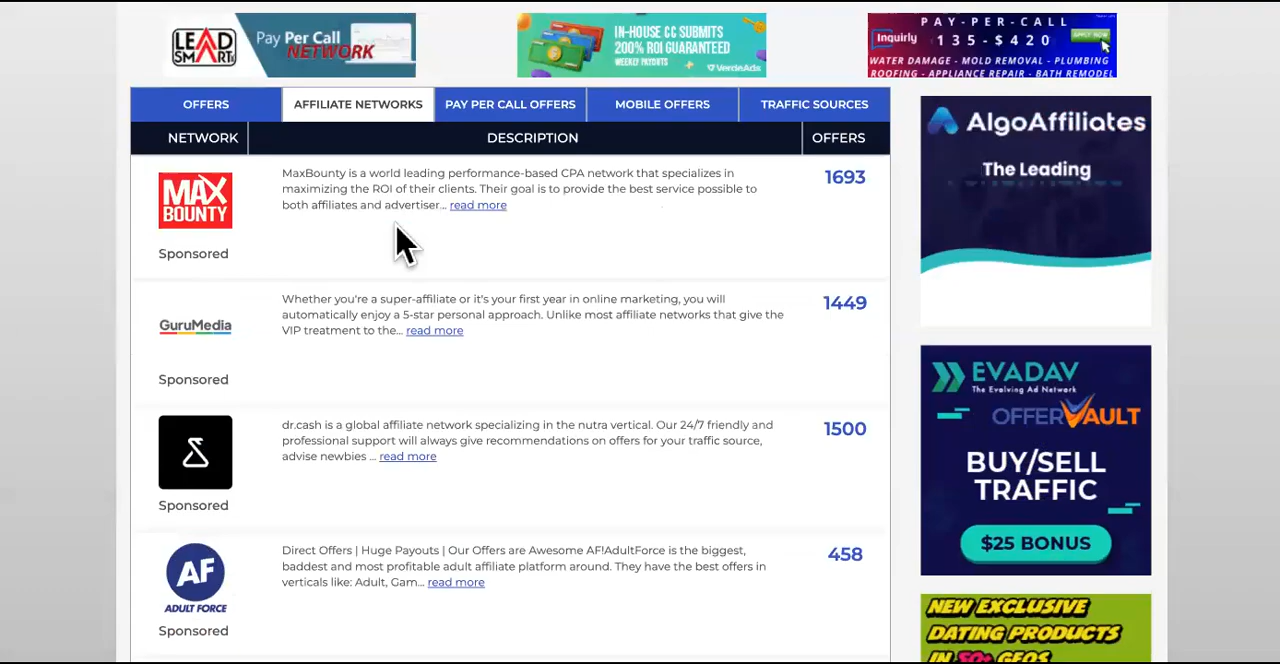 LEAD
SMART
Pay Per Call
NETWORK
IN-HOUSE CC SUBMITS
200% ROI GUARANTEED
WEEKLY PAYOUTS
VerdeAds
PAY-PER-CALL
Inquirly
135-$420
APPLY NOW
WATER DAMAGE - MOLD REMOVAL - PLUMBING
ROOFING - APPLIANCE REPAIR - BATH REMODEL
OFFERS
AFFILIATE NETWORKS
PAY PER CALL OFFERS
MOBILE OFFERS
TRAFFIC SOURCES
NETWORK
DESCRIPTION
OFFERS
MAX
BOUNTY
Sponsored
MaxBounty is a world leading performance-based CPA network that specializes in
maximizing the ROI of their clients. Their goal is to provide the best service possible to
both affiliates and advertiser... read more
1693
GuruMedia
Sponsored
Whether you're a super-affiliate or it's your first year in online marketing, you will
automatically enjoy a 5-star personal approach. Unlike most affiliate networks that give the
VIP treatment to the... read more
1449
Sponsored
dr.cash is global affiliate network specializing in the nutra vertical. Our 24/7 friendly and
professional support will always give recommendations on offers for your traffic source,
advise newbies ... read more
1500
AF
ADULT FORCE
Sponsored
Direct Offers | Huge Payouts | Our Offers are Awesome AF!AdultForce is the biggest,
baddest and most profitable adult affiliate platform around. They have the best offers in
verticals like: Adult, Gam... read more
458
AlgoAffiliates
The Leading
EVADAV
The Evolving Ad Network
OFFERVAULT
BUY/SELL
TRAFFIC
$25 BONUS
NEW EXCLUSIVE
DATING PRODUCTS
IN 50+ GEOS